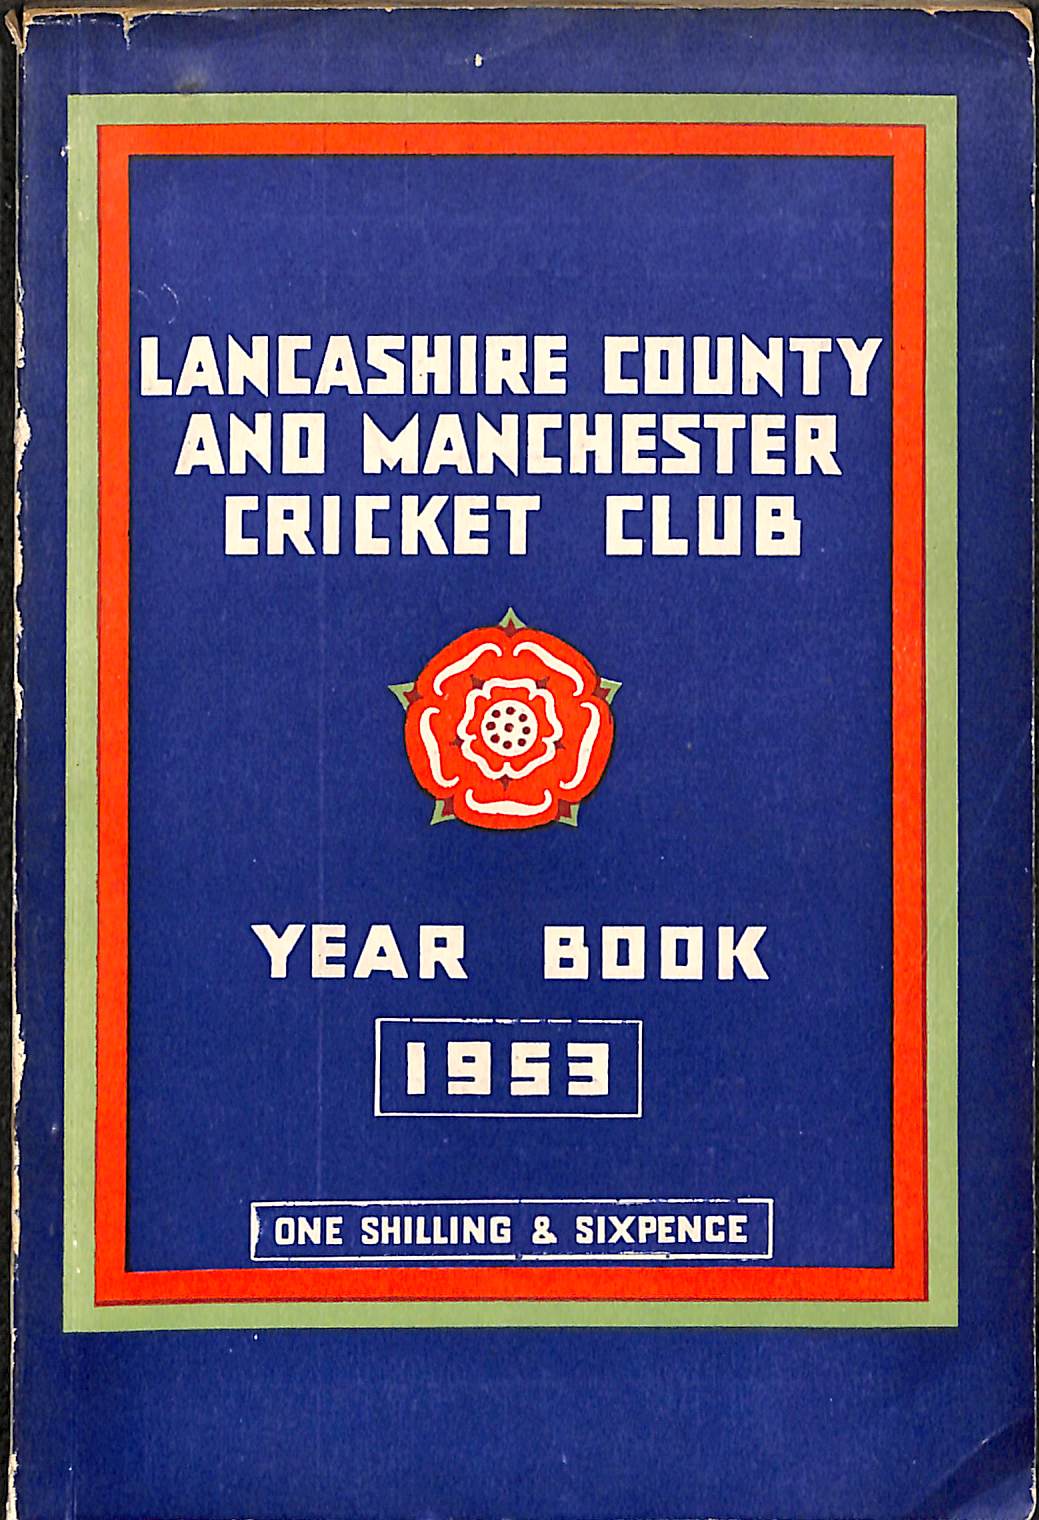 LANCASHIRE COUNTY
AND MANCHESTER
CRICKET CLUB
YEAR BOOK
1953
ONE SHILLING & SIXPENCE